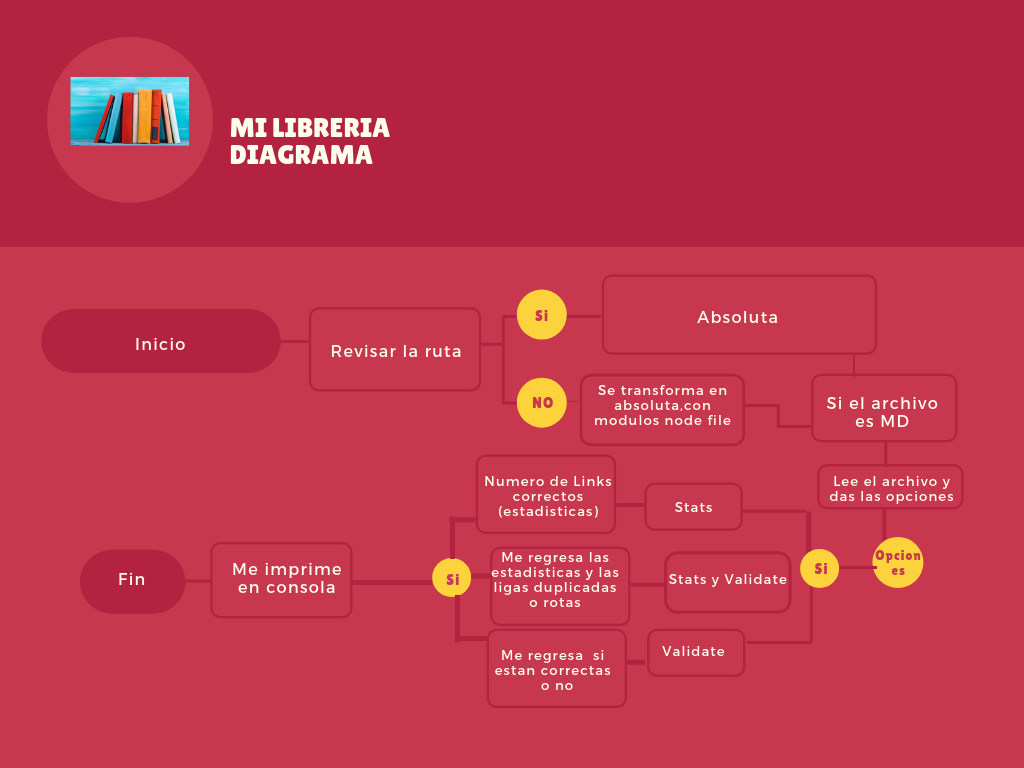 MI LIBRERIA
DIAGRAMA
Inicio
Revisar la ruta
Si
Absoluta
NO
Se transforma en
absoluta,con
modulos node file
Si el archivo
es MD
Lee el archivo y
das las opciones
Opcion
es
Si
Stats
Stats y Validate
Validate
Numero de Links
correctos
(estadisticas)
Me regresa las
estadisticas y las
ligas duplicadas
o rotas
Me regresa  si
estan correctas
o no
Si
Me imprime
en consola
Fin